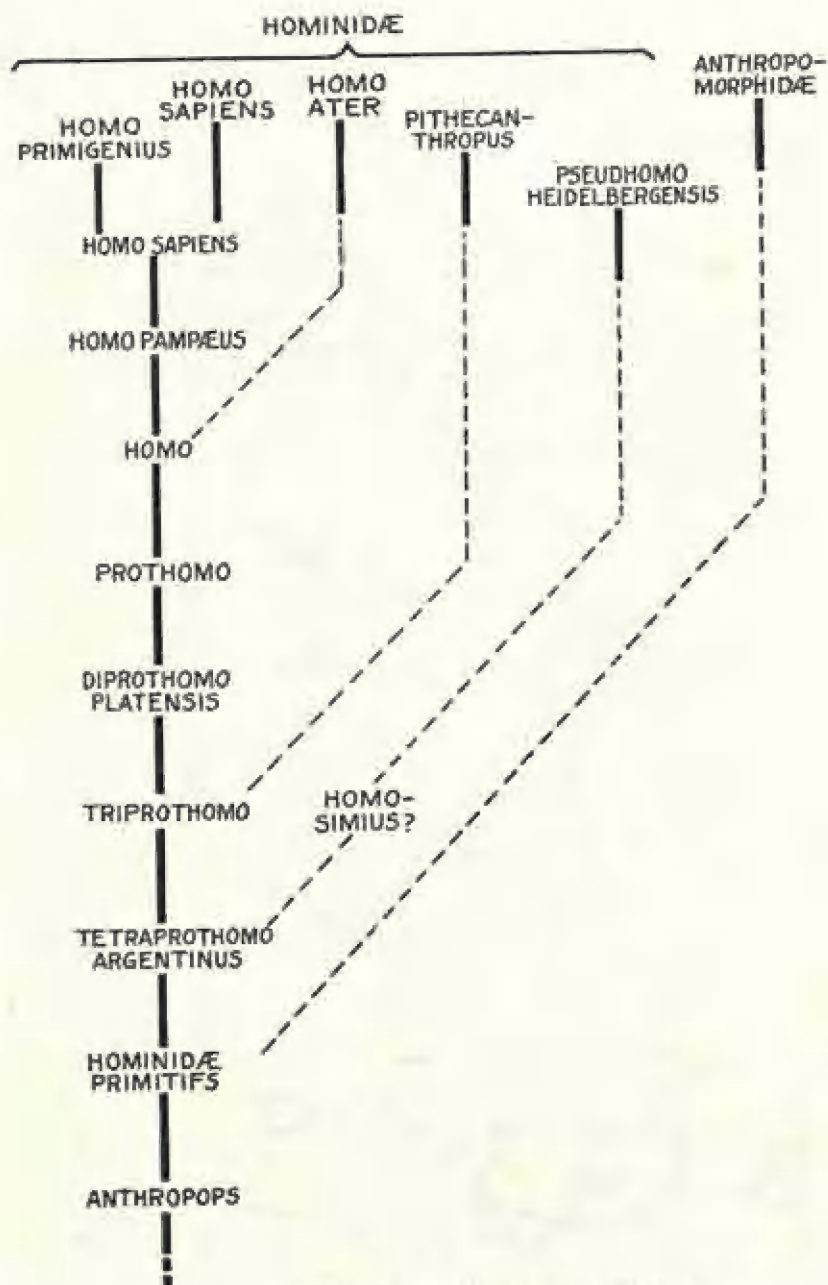 HOMINIDÆ
HOMO
SAPIENS
HOMO
ATER
ANTHROPO-
MORPHIDÆ
HOMO
PRIMIGENIUS
PITHECAN-
THROPUS
PSEUDHOMO
HEIDELBERGENSIS
HOMO SAPIENS
HOMO PAMPÆUS
HOMO
PROTHOMO
DIPROTHOMO
PLATENSIS
TRIPROTHOMO
HOMO-
SIMIUS?
TETRAPROTHOMO
ARGENTINUS
HOMINIDÆ
PRIMITIFS
ANTHROPOPS